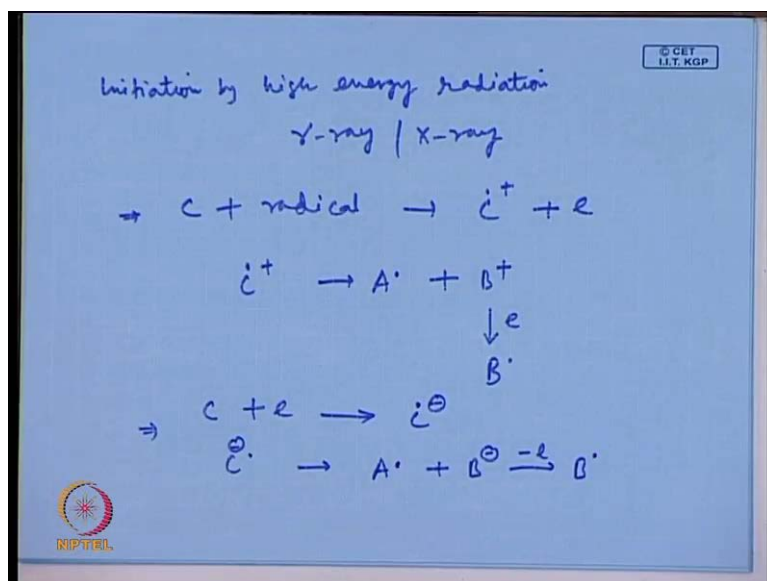 © CET
I.I.T. KGP
Initiation by high energy radiation
γ-ray | X-ray
⇒ C + radical → Ċ⁺ + e
Ċ⁺ → A· + B⁺
↓e
B·
⇒ C + e → Ċ⊖
C⊖· → A· + B⊖ -e→ B·
NPTEL